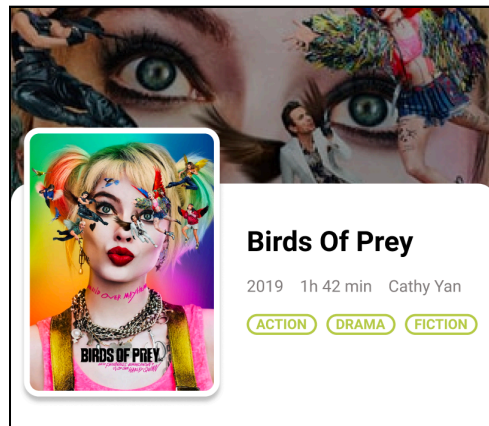 Birds Of Prey
2019 1h 42 min Cathy Yan
ACTION DRAMA FICTION
BIRDS OF PREY